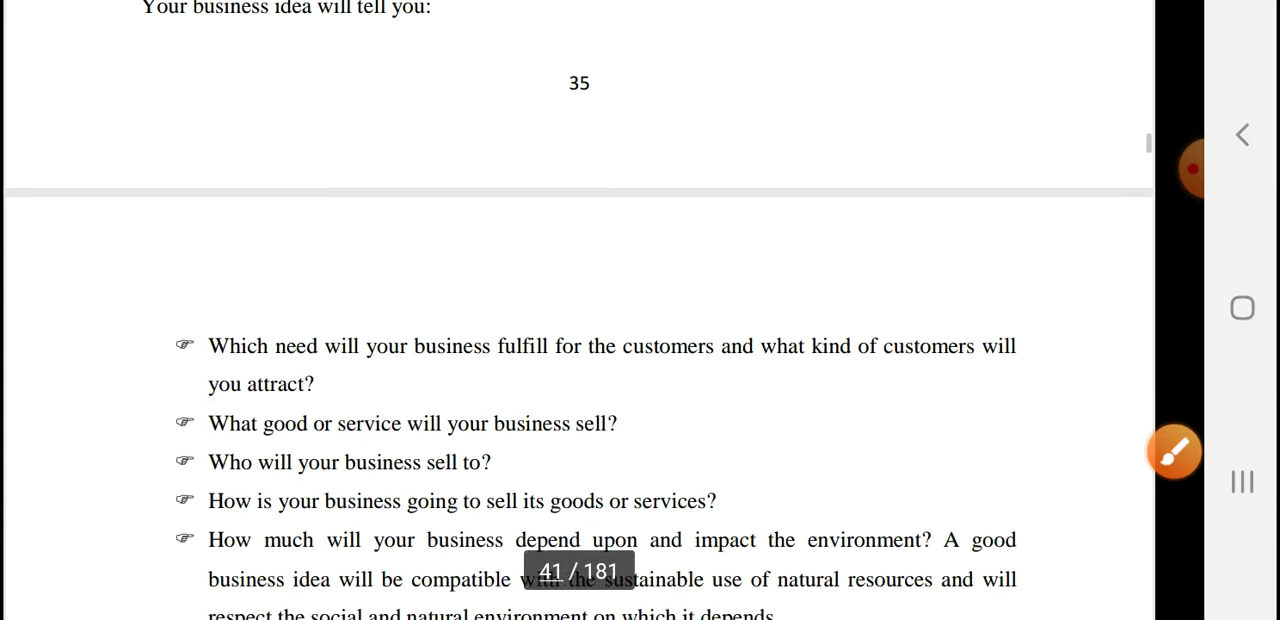 Your business idea will tell you:
35
Which need will your business fulfill for the customers and what kind of customers will
you attract?
What good or service will your business sell?
Who will your business sell to?
How is your business going to sell its goods or services?
How much will your business depend upon and impact the environment? A good
business idea will be compatible with the sustainable use of natural resources and will
41 / 181
respect the social and natural environment on which it depends.